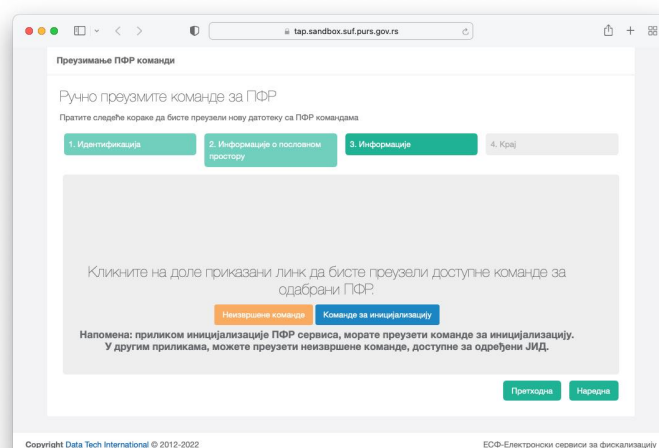 tap.sandbox.suf.purs.gov.rs
Преузимање ПФР команди
Ручно преузмите команде за ПФР
Пратите следеће кораке да бисте преузели нову датотеку са ПФР командама
1. Идентификација
2. Информације о пословном
простору
3. Информације
4. Крај
Кликните на доле приказани линк да бисте преузели доступне команде за
одабрани ПФР.
Неизвршене команде
Команде за иницијализацију
Напомена: приликом иницијализације ПФР сервиса, морате преузети команде за иницијализацију.
У другим приликама, можете преузети неизвршене команде, доступне за одређени ЈИД.
Претходна
Наредна
Copyright Data Tech International © 2012-2022
ЕСФ-Електронски сервиси за фискализацију